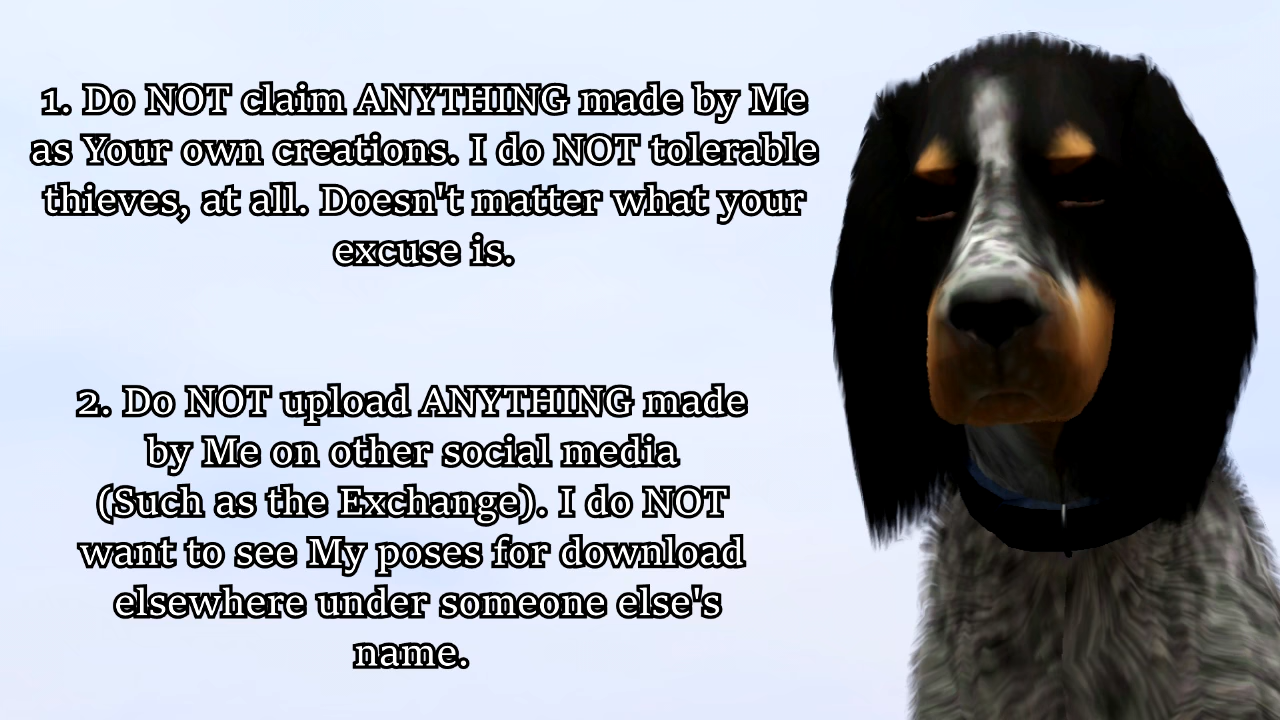 1. Do NOT claim ANYTHING made by Me
as Your own creations. I do NOT tolerable
thieves, at all. Doesn't matter what your
excuse is.
2. Do NOT upload ANYTHING made
by Me on other social media
(Such as the Exchange). I do NOT
want to see My poses for download
elsewhere under someone else's
name.